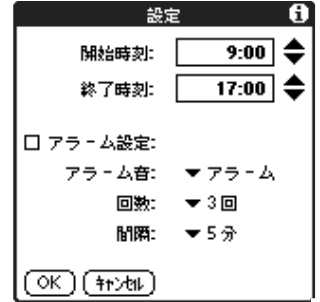 設定
開始時刻: 9:00
終了時刻: 17:00
アラーム設定:
アラーム音: アラーム
回数: 3回
間隔: 5分
OK キャンセル